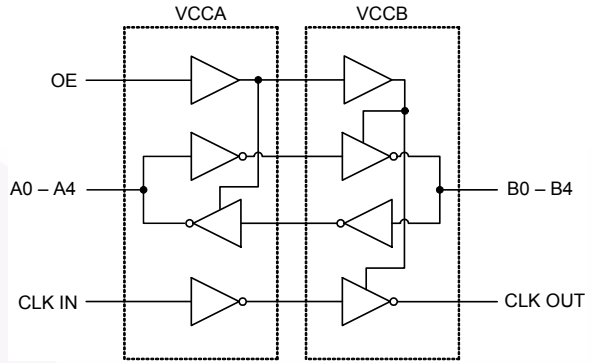 VCCA VCCB
OE
A0 – A4 B0 – B4
CLK IN CLK OUT